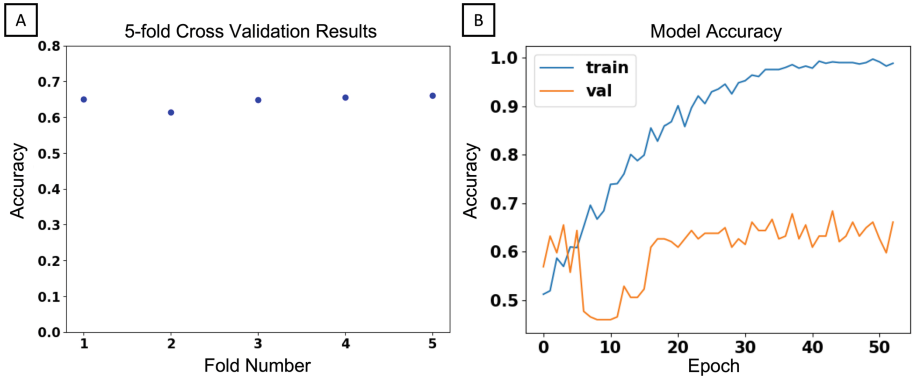 A
5-fold Cross Validation Results
0.8
0.7
0.6
0.5
0.4
0.3
0.2
0.1
0.0
Accuracy
1 2 3 4 5
Fold Number
B
Model Accuracy
train
val
1.0
0.9
0.8
0.7
0.6
0.5
Accuracy
0 10 20 30 40 50
Epoch